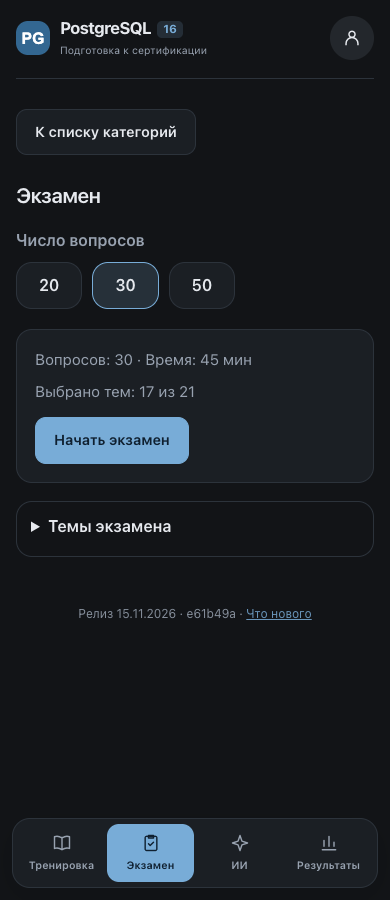 PG
PostgreSQL 16
Подготовка к сертификации
К списку категорий
Экзамен
Число вопросов
20 30 50
Вопросов: 30 · Время: 45 мин
Выбрано тем: 17 из 21
Начать экзамен
Темы экзамена
Релиз 15.11.2026 · e61b49a · Что нового
Тренировка Экзамен ИИ Результаты